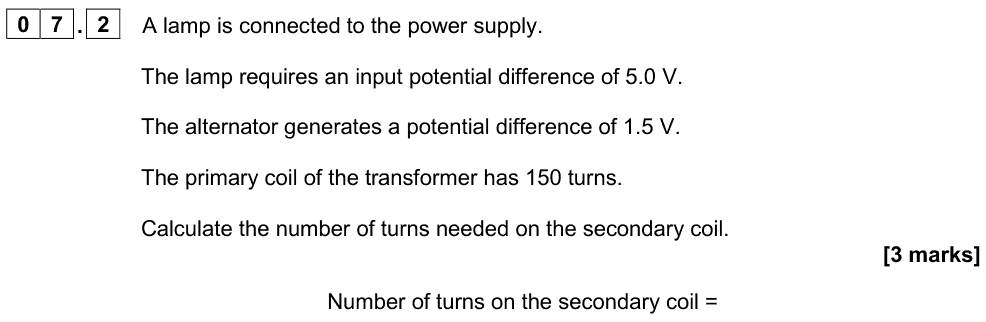 0 7 . 2 A lamp is connected to the power supply.
The lamp requires an input potential difference of 5.0 V.
The alternator generates a potential difference of 1.5 V.
The primary coil of the transformer has 150 turns.
Calculate the number of turns needed on the secondary coil.
[3 marks]
Number of turns on the secondary coil =